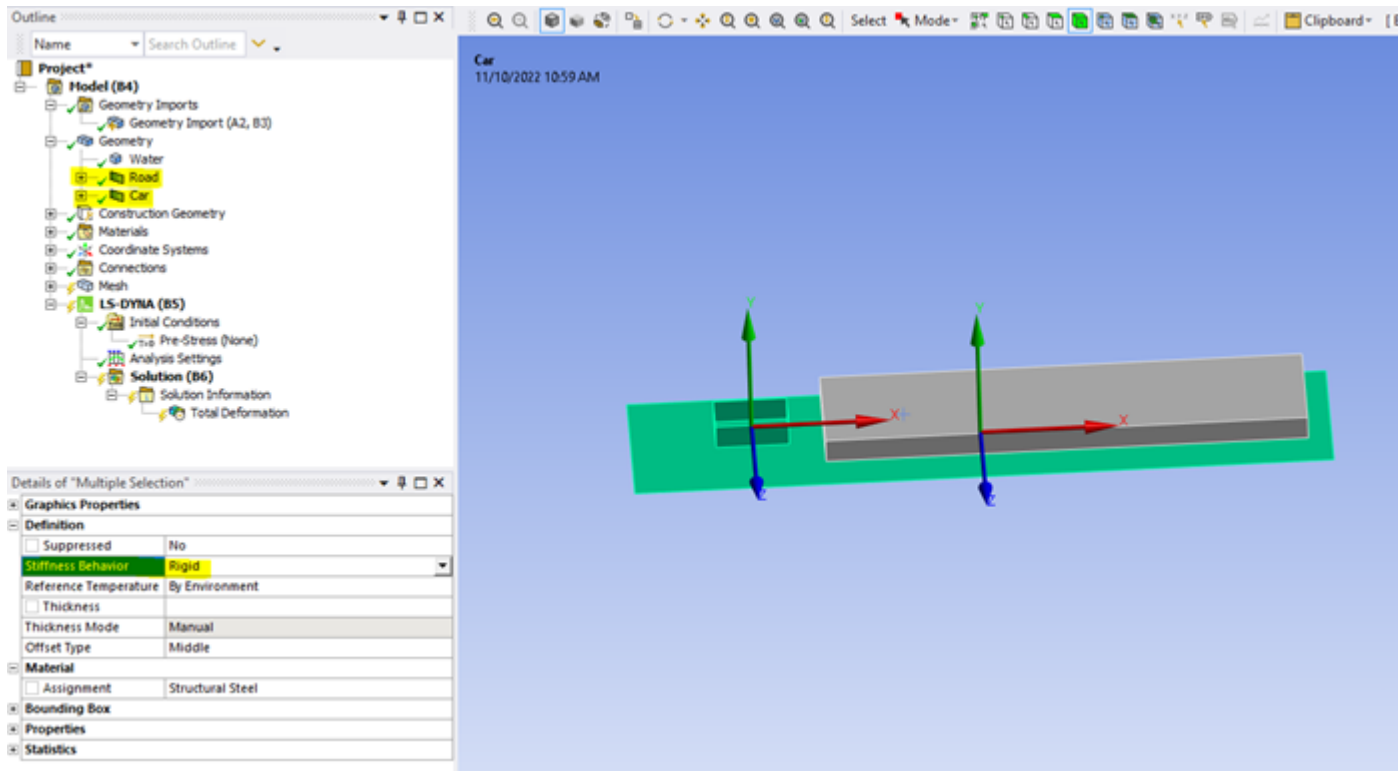 Outline
Name
Search Outline
Project*
Model (B4)
Geometry Imports
Geometry Import (A2, B3)
Geometry
Water
Road
Car
Construction Geometry
Materials
Coordinate Systems
Connections
Mesh
LS-DYNA (B5)
Initial Conditions
T=0 Pre-Stress (None)
Analysis Settings
Solution (B6)
Solution Information
Total Deformation
Details of "Multiple Selection"
Graphics Properties
Definition
Suppressed No
Stiffness Behavior Rigid
Reference Temperature By Environment
Thickness
Thickness Mode Manual
Offset Type Middle
Material
Assignment Structural Steel
Bounding Box
Properties
Statistics
Select Mode Clipboard
Car
11/10/2022 10:59 AM
Y
Y
X
X
Z
Z